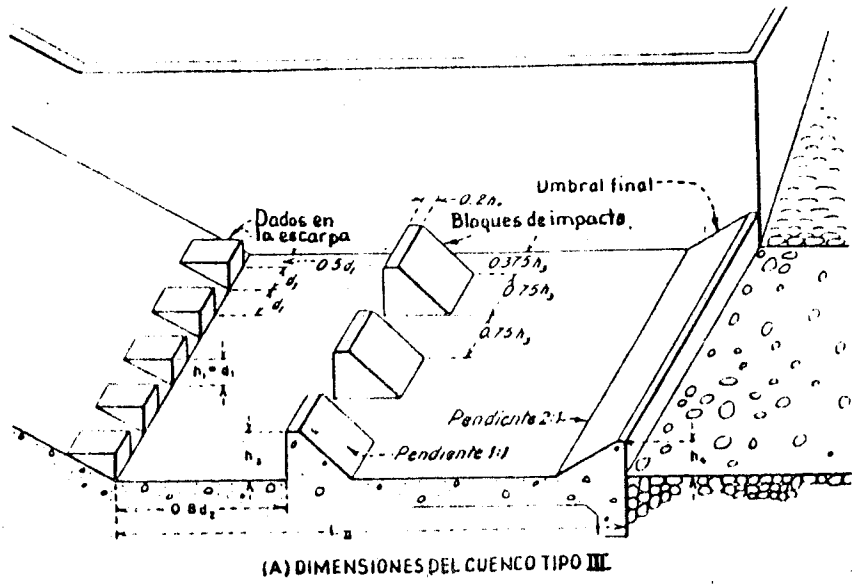 0.2h₃
Umbral final
Dados en
la escarpa
Bloques de impacto
0.5d₁
d₁
d₁
0.375h₃
0.75h₃
0.75h₃
h₁=d₁
Pendiente 2:1
Pendiente 1:1
h₃
h₄
0.8d₂
(A) DIMENSIONES DEL CUENCO TIPO III